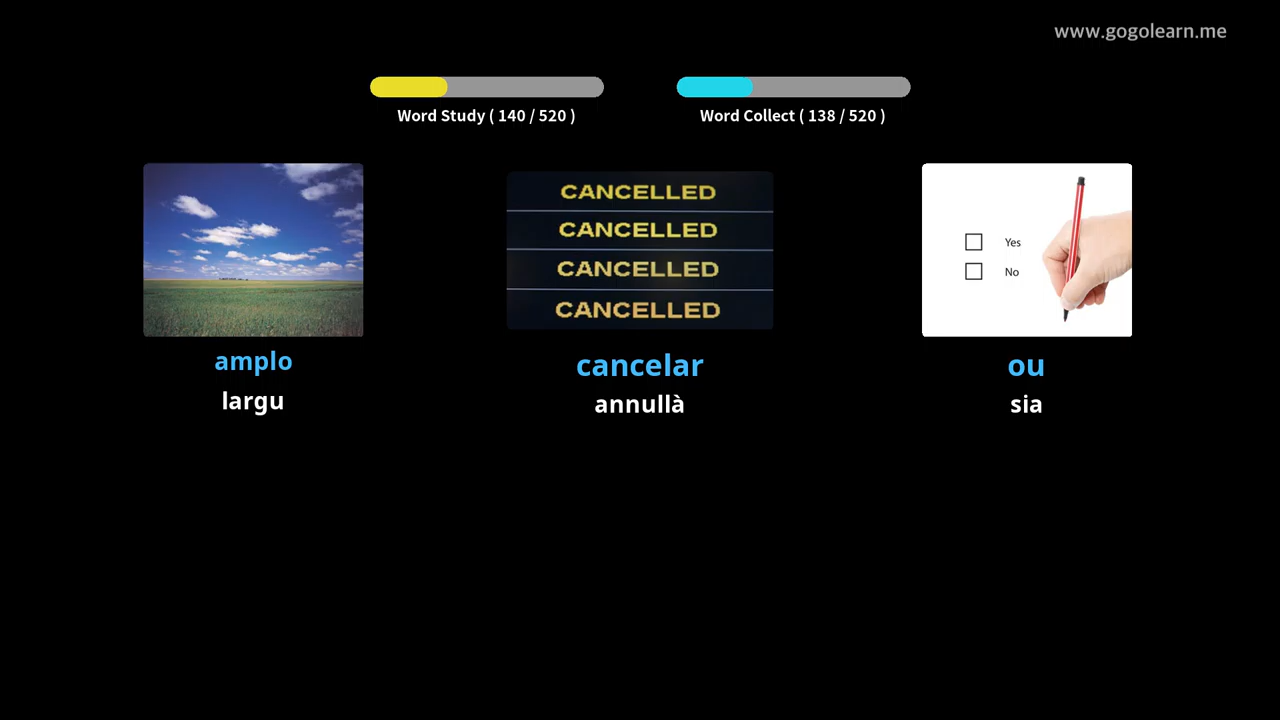 www.gogolearn.me
Word Study ( 140 / 520 )
Word Collect ( 138 / 520 )
CANCELLED
CANCELLED
CANCELLED
CANCELLED
Yes
No
amplo
largu
cancelar
annullà
ou
sia